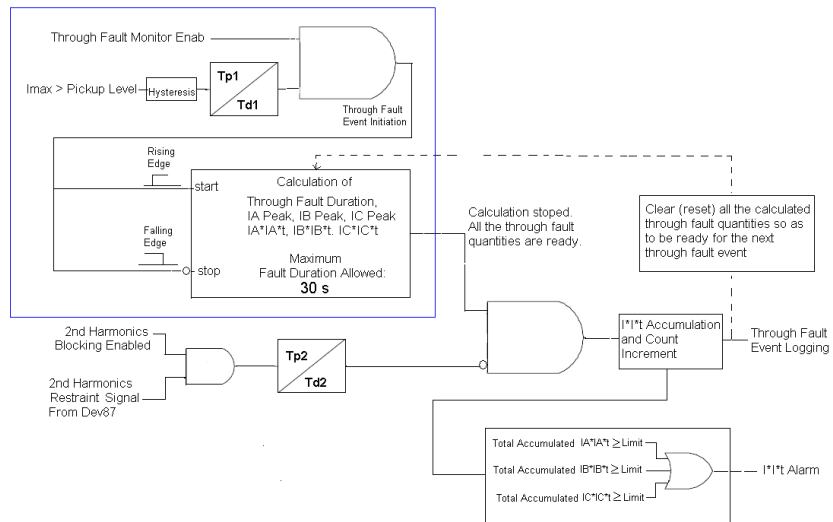 Through Fault Monitor Enab
Imax > Pickup Level
Hysteresis
Tp1
Td1
Through Fault
Event Initiation
Rising
Edge
start
Falling
Edge
stop
Calculation of
Through Fault Duration,
IA Peak, IB Peak, IC Peak
IA*IA*t, IB*IB*t. IC*IC*t
Maximum
Fault Duration Allowed:
30 s
Calculation stoped.
All the through fault
quantities are ready.
Clear (reset) all the calculated
through fault quantities so as
to be ready for the next
through fault event
2nd Harmonics
Blocking Enabled
2nd Harmonics
Restraint Signal
From Dev87
Tp2
Td2
I*I*t Accumulation
and Count
Increment
Through Fault
Event Logging
Total Accumulated IA*IA*t ≥ Limit
Total Accumulated IB*IB*t ≥ Limit
Total Accumulated IC*IC*t ≥ Limit
I*I*t Alarm